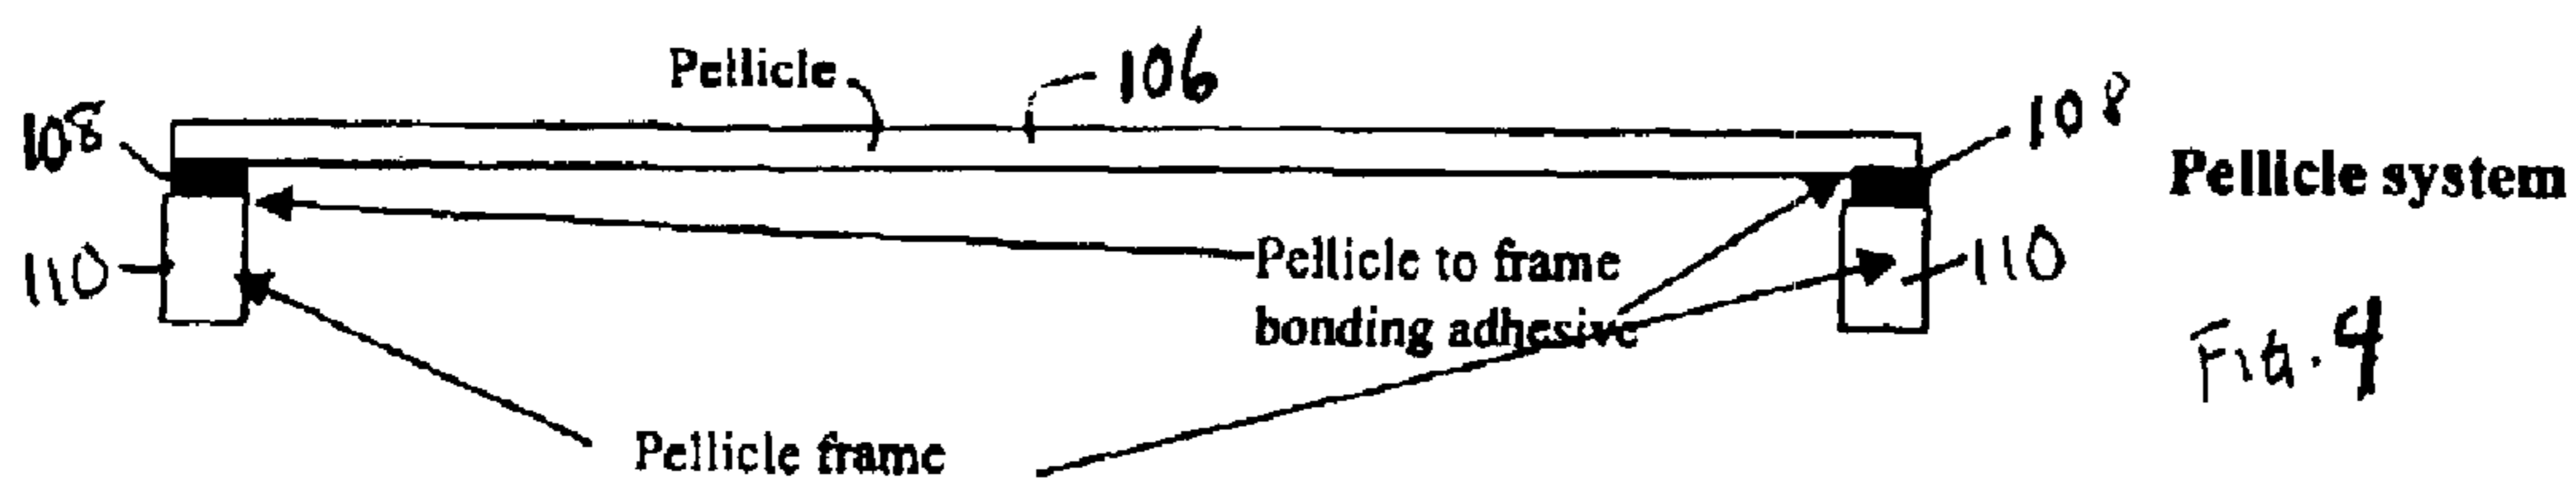 Pellicle
106
108
108
Pellicle system
110
Pellicle to frame
bonding adhesive
110
Fig. 4
Pellicle frame